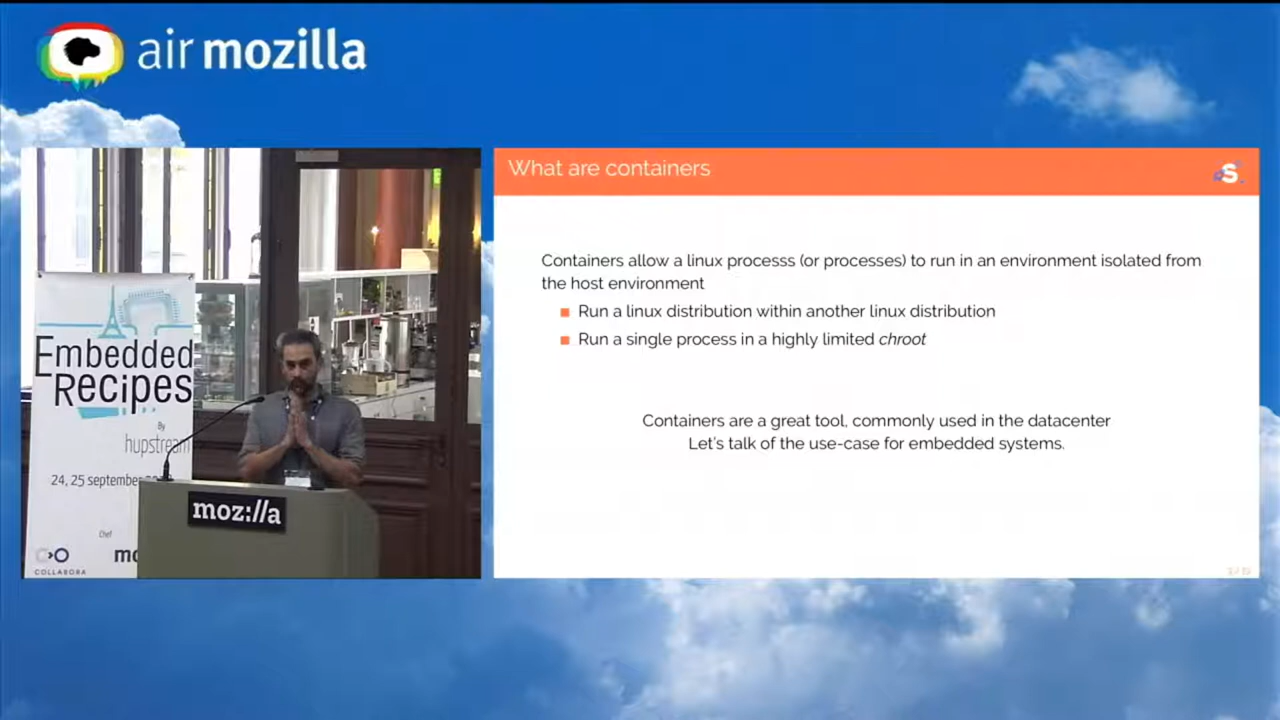 air mozilla
What are containers
S
Containers allow a linux processs (or processes) to run in an environment isolated from
the host environment
Run a linux distribution within another linux distribution
Run a single process in a highly limited chroot
Containers are a great tool, commonly used in the datacenter
Let's talk of the use-case for embedded systems.
Embedded
Recipes
By
hupstream
24, 25 september
Chef
COLLABORA
moz://a